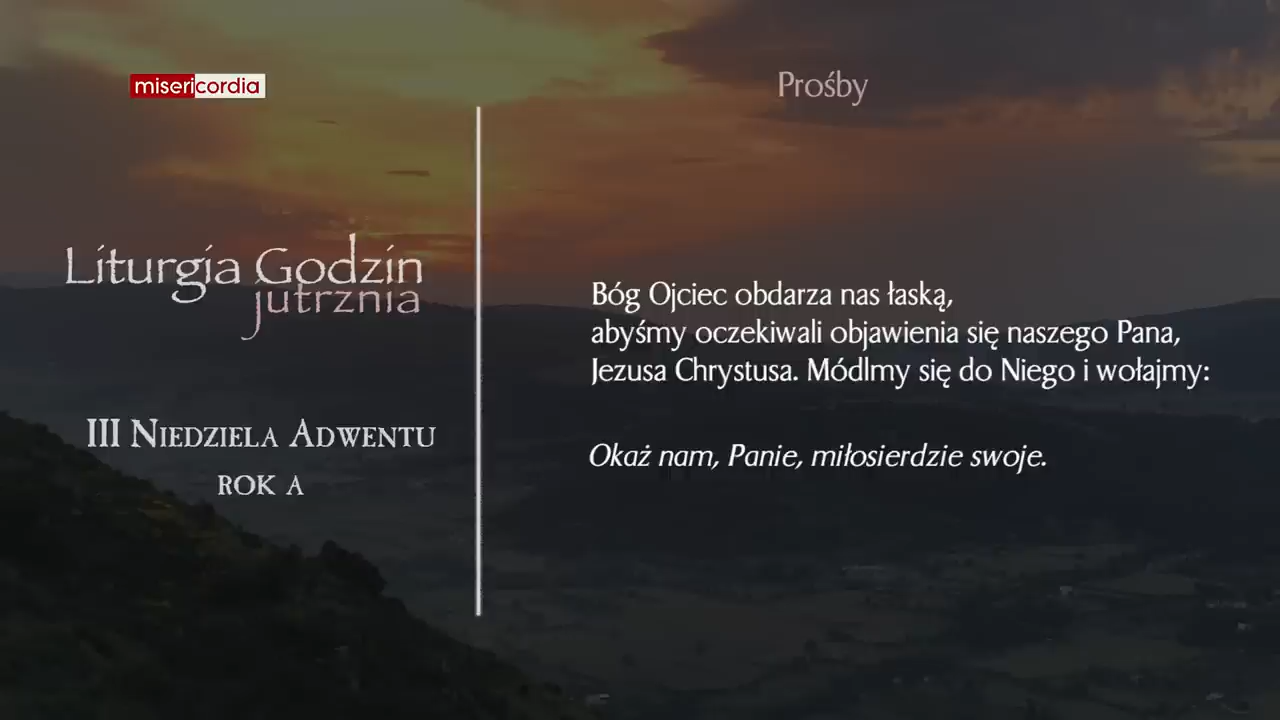 misericordia
Liturgia Godzin
jutrznia
III Niedziela Adwentu
rok A
Prośby
Bóg Ojciec obdarza nas łaską,
abyśmy oczekiwali objawienia się naszego Pana,
Jezusa Chrystusa. Módlmy się do Niego i wołajmy:
Okaż nam, Panie, miłosierdzie swoje.